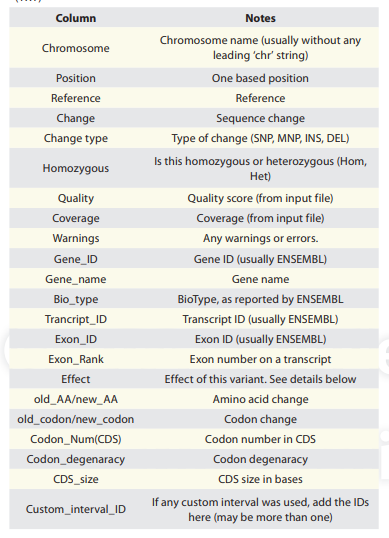 Column Notes
Chromosome Chromosome name (usually without any
leading ‘chr’ string)
Position One based position
Reference Reference
Change Sequence change
Change type Type of change (SNP, MNP, INS, DEL)
Homozygous Is this homozygous or heterozygous (Hom,
Het)
Quality Quality score (from input file)
Coverage Coverage (from input file)
Warnings Any warnings or errors.
Gene_ID Gene ID (usually ENSEMBL)
Gene_name Gene name
Bio_type BioType, as reported by ENSEMBL
Trancript_ID Transcript ID (usually ENSEMBL)
Exon_ID Exon ID (usually ENSEMBL)
Exon_Rank Exon number on a transcript
Effect Effect of this variant. See details below
old_AA/new_AA Amino acid change
old_codon/new_codon Codon change
Codon_Num(CDS) Codon number in CDS
Codon_degenaracy Codon degenaracy
CDS_size CDS size in bases
Custom_interval_ID If any custom interval was used, add the IDs
here (may be more than one)